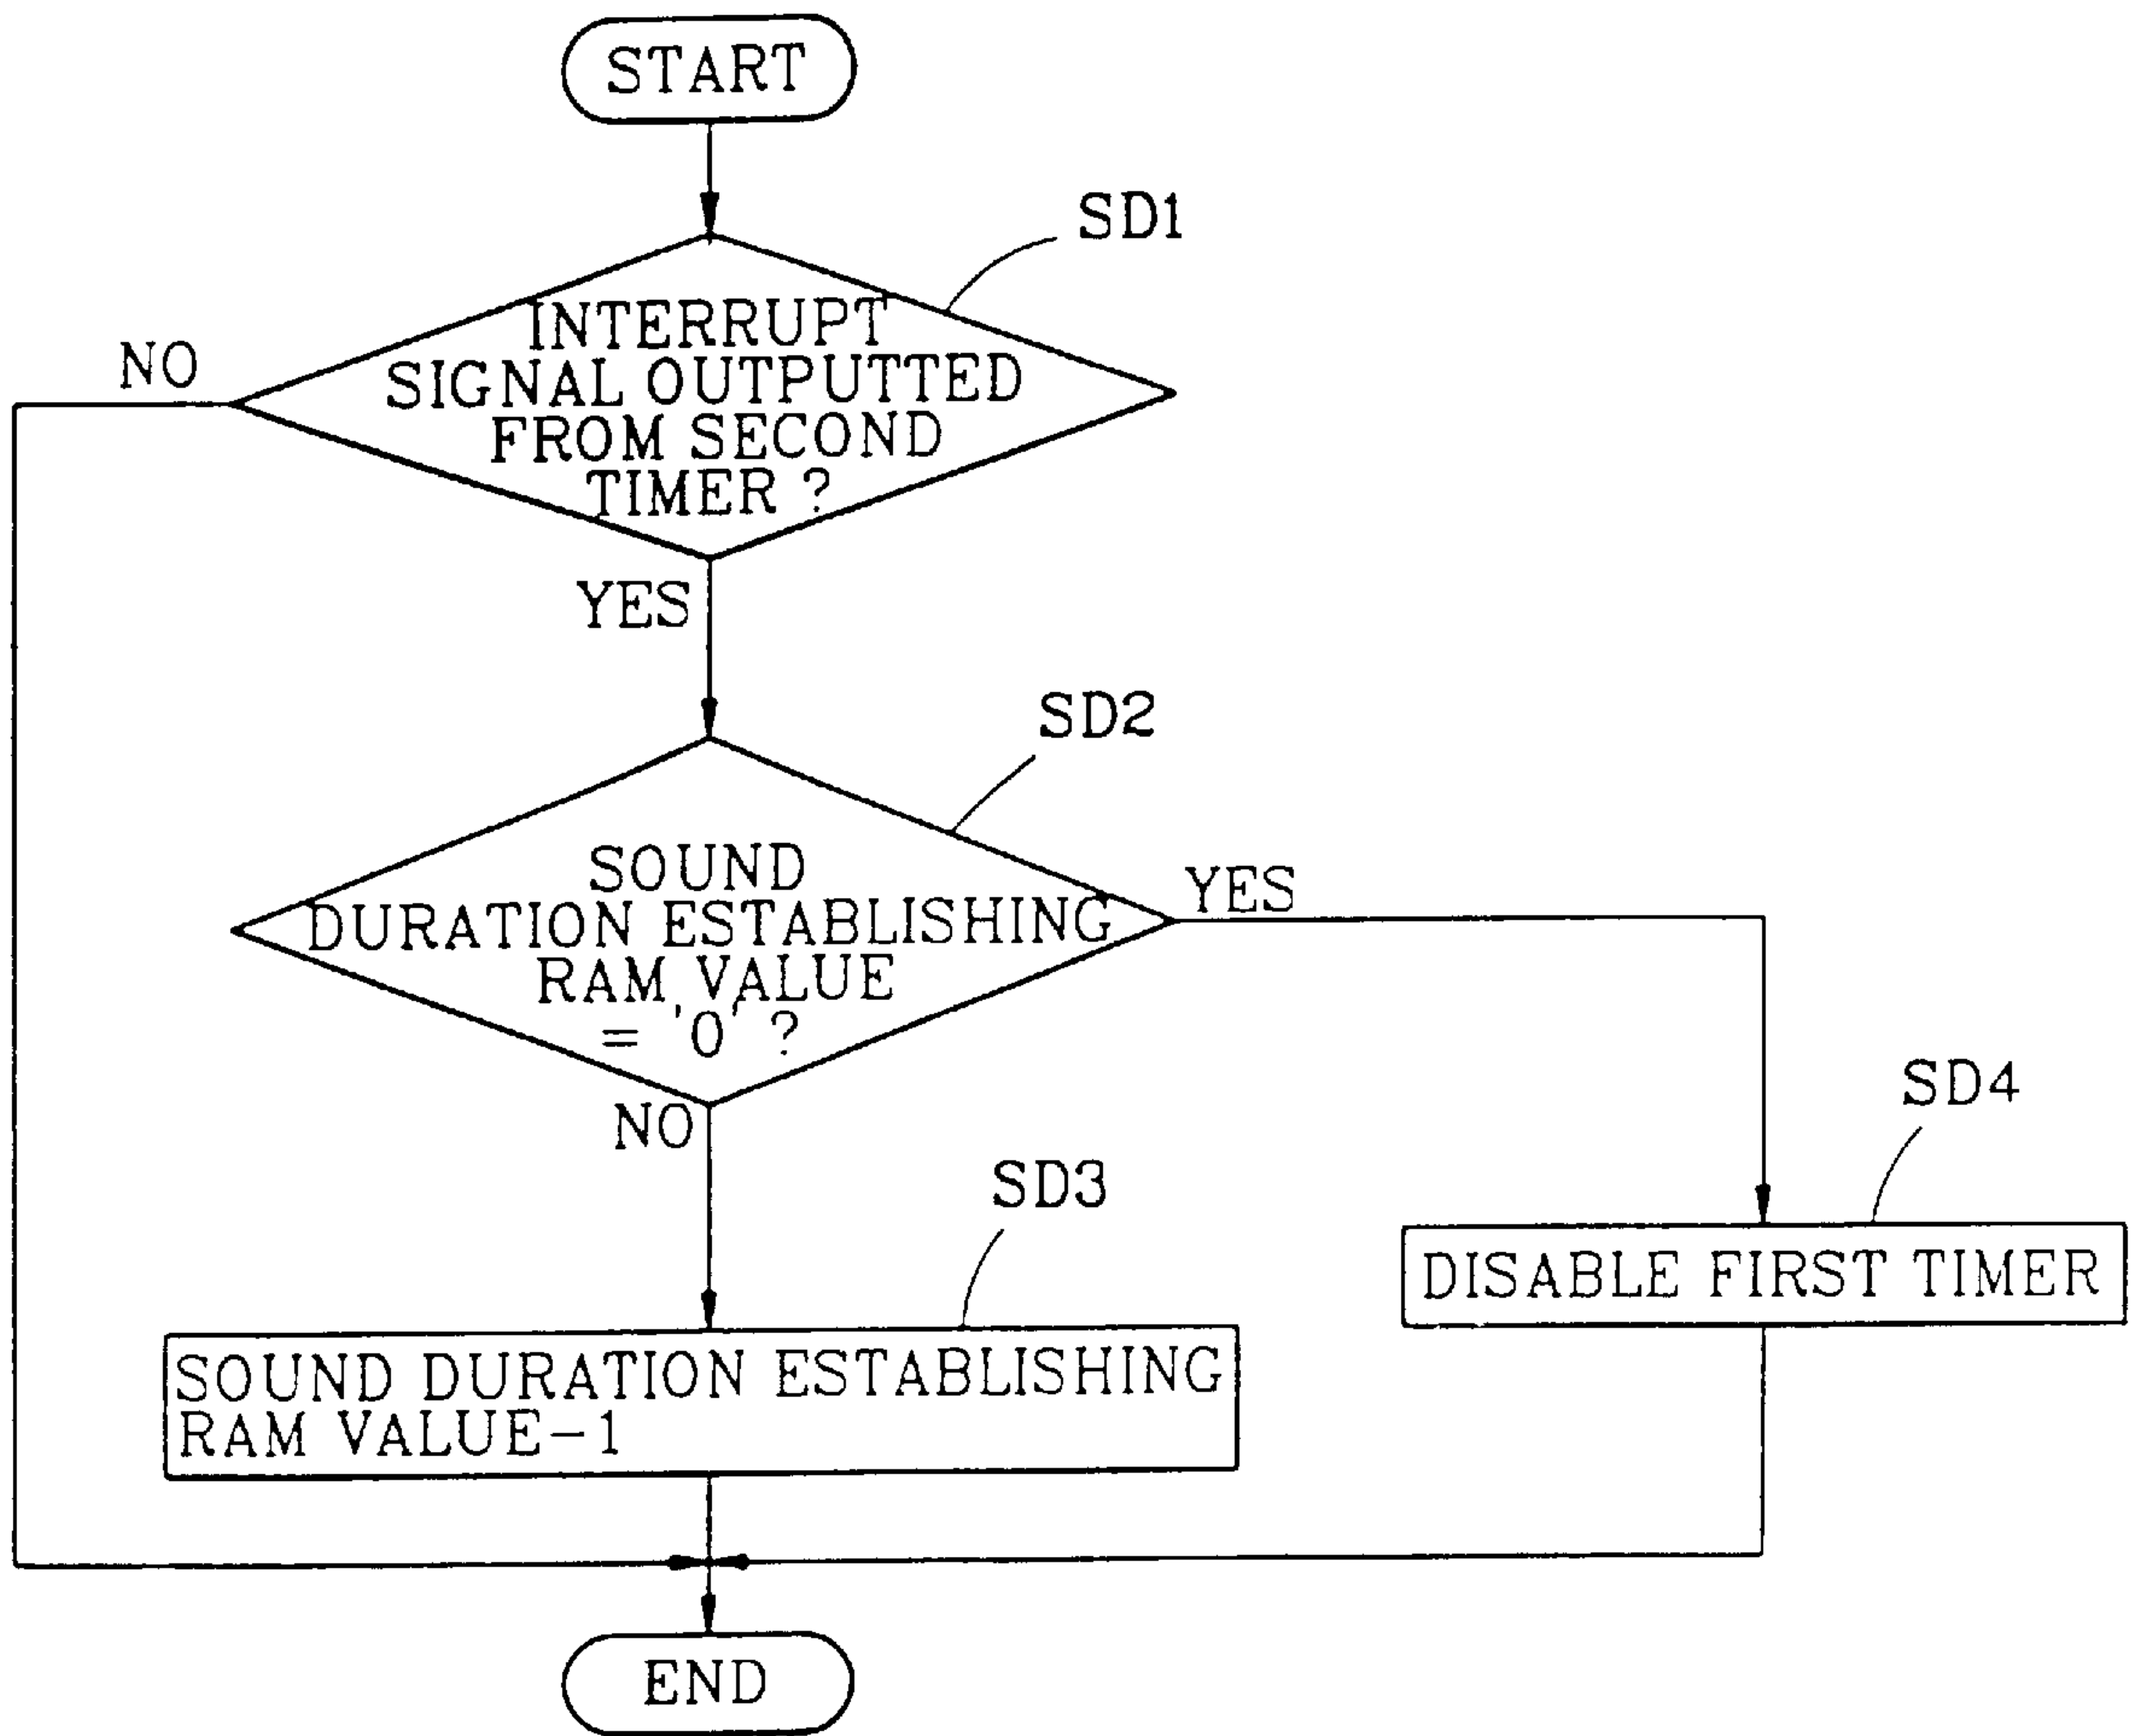 START
SD1
INTERRUPT
SIGNAL OUTPUTTED
FROM SECOND
TIMER ?
NO
YES
SD2
SOUND
DURATION ESTABLISHING
RAM VALUE
= '0' ?
YES
NO
SD4
DISABLE FIRST TIMER
SD3
SOUND DURATION ESTABLISHING
RAM VALUE-1
END